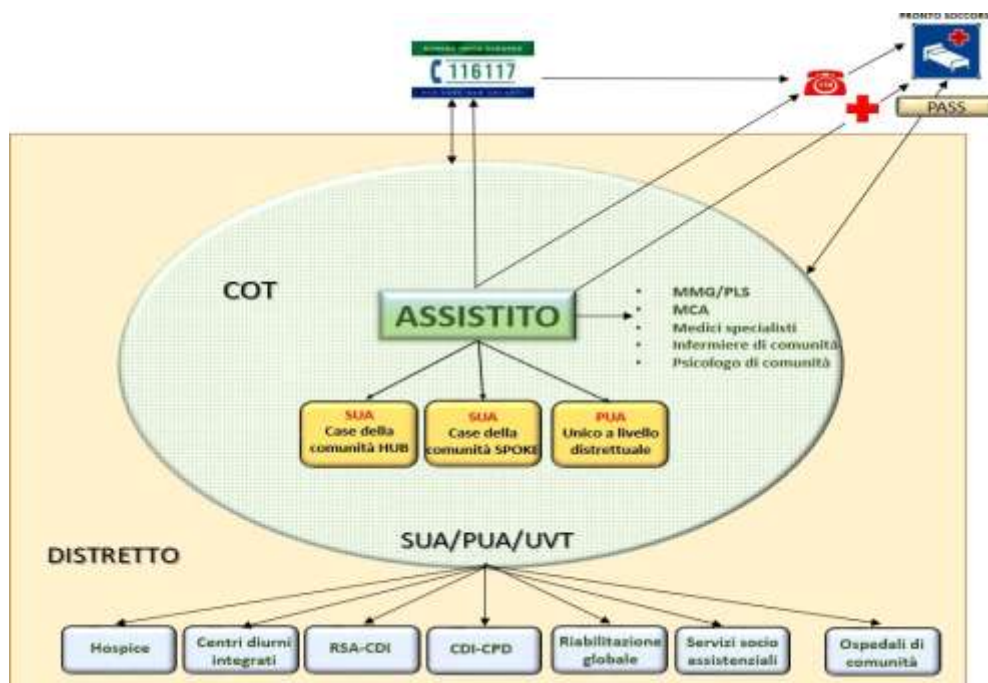 PRONTO SOCCORSO
116117
118
PASS
COT
ASSISTITO
• MMG/PLS
• MCA
• Medici specialisti
• Infermiere di comunità
• Psicologo di comunità
SUA
Case della
comunità HUB
SUA
Case della
comunità SPOKE
PUA
Unico a livello
distrettuale
SUA/PUA/UVT
DISTRETTO
Hospice
Centri diurni
integrati
RSA-CDI
CDI-CPD
Riabilitazione
globale
Servizi socio
assistenziali
Ospedali di
comunità